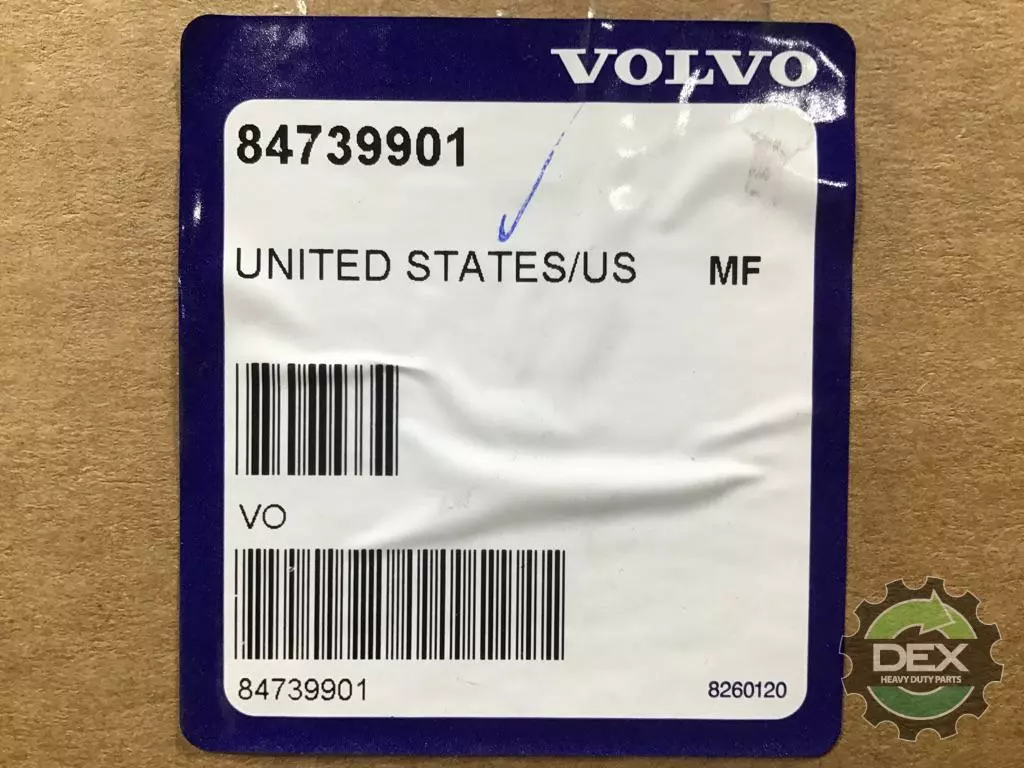 VOLVO
84739901
UNITED STATES/US MF
VO
84739901 8260120
DEX
HEAVY DUTY PARTS